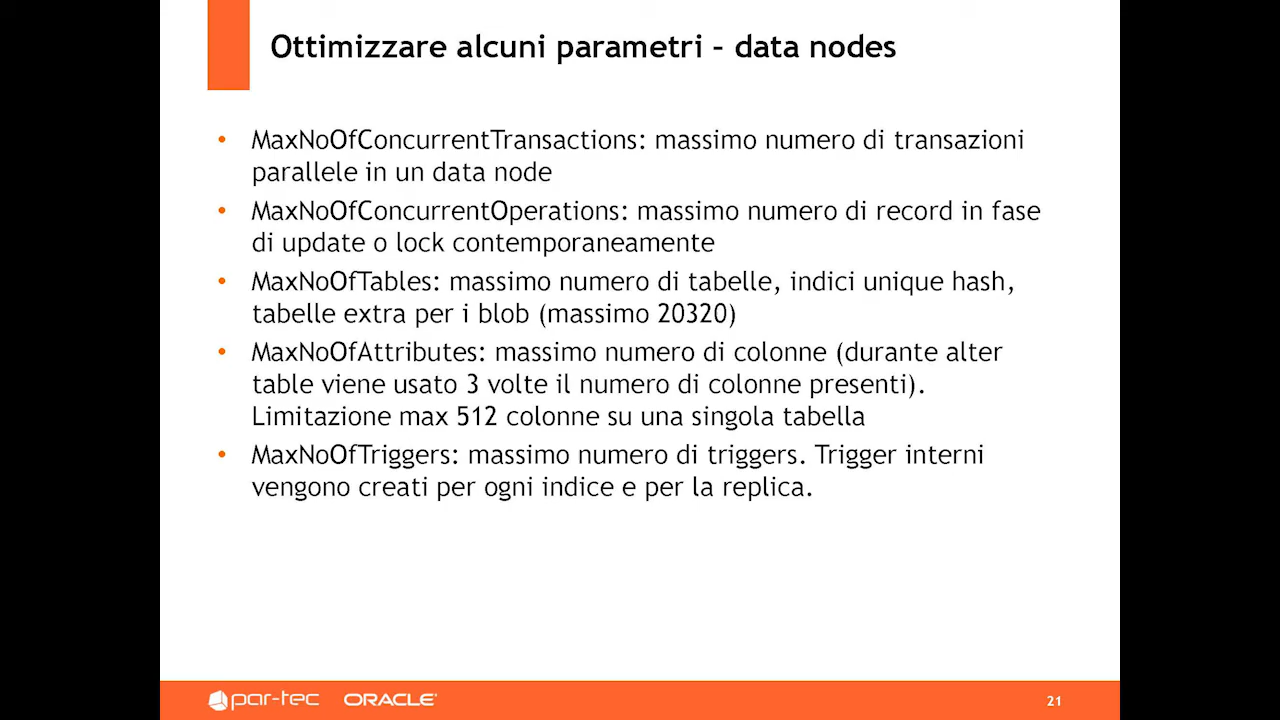 Ottimizzare alcuni parametri – data nodes
• MaxNoOfConcurrentTransactions: massimo numero di transazioni
parallele in un data node
• MaxNoOfConcurrentOperations: massimo numero di record in fase
di update o lock contemporaneamente
• MaxNoOfTables: massimo numero di tabelle, indici unique hash,
tabelle extra per i blob (massimo 20320)
• MaxNoOfAttributes: massimo numero di colonne (durante alter
table viene usato 3 volte il numero di colonne presenti).
Limitazione max 512 colonne su una singola tabella
• MaxNoOfTriggers: massimo numero di triggers. Trigger interni
vengono creati per ogni indice e per la replica.
par-tec ORACLE 21